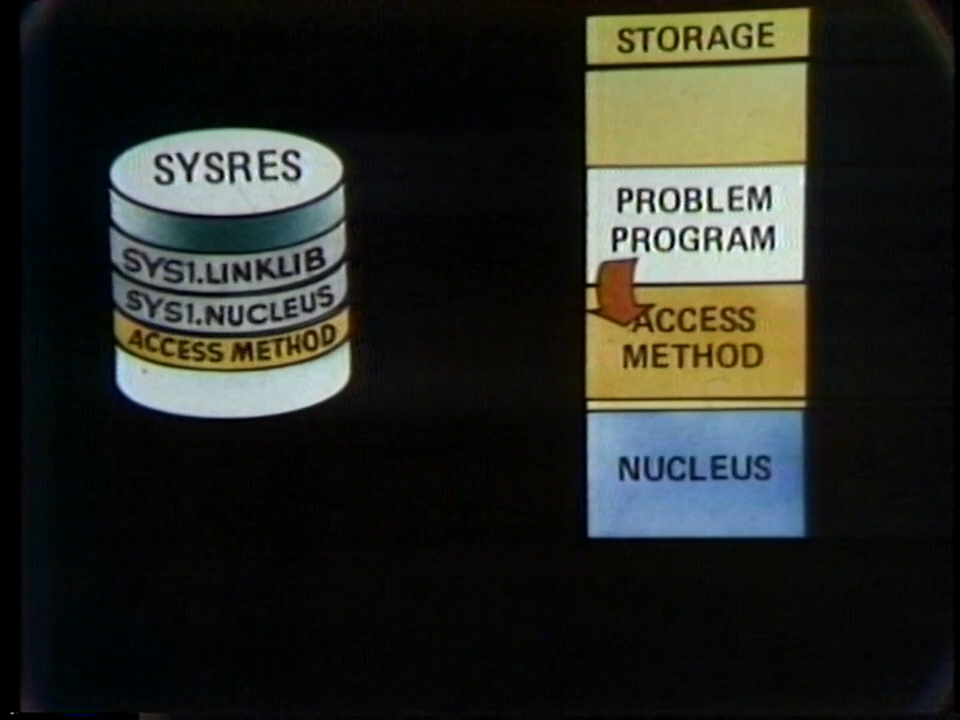 SYSRES
SYS1.LINKLIB
SYS1.NUCLEUS
ACCESS METHOD
STORAGE
PROBLEM
PROGRAM
ACCESS
METHOD
NUCLEUS